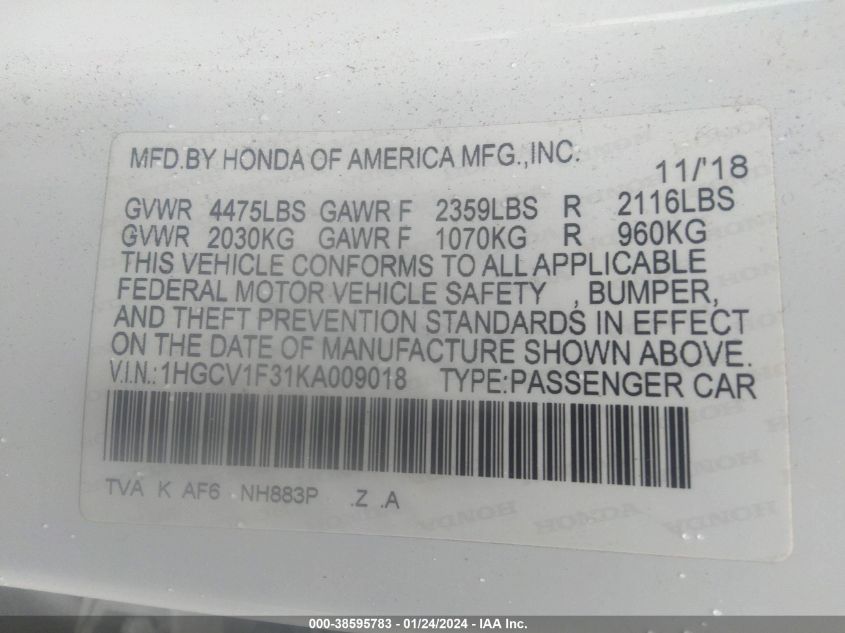 MFD.BY HONDA OF AMERICA MFG.,INC.
11/'18
GVWR 4475LBS GAWR F 2359LBS R 2116LBS
GVWR 2030KG GAWR F 1070KG R 960KG
THIS VEHICLE CONFORMS TO ALL APPLICABLE
FEDERAL MOTOR VEHICLE SAFETY , BUMPER,
AND THEFT PREVENTION STANDARDS IN EFFECT
ON THE DATE OF MANUFACTURE SHOWN ABOVE.
V.I.N.:1HGCV1F31KA009018 TYPE:PASSENGER CAR
TVA K AF6 NH883P .Z .A
HONDA HONDA HONDA
000-38595783 - 01/24/2024 - IAA Inc.